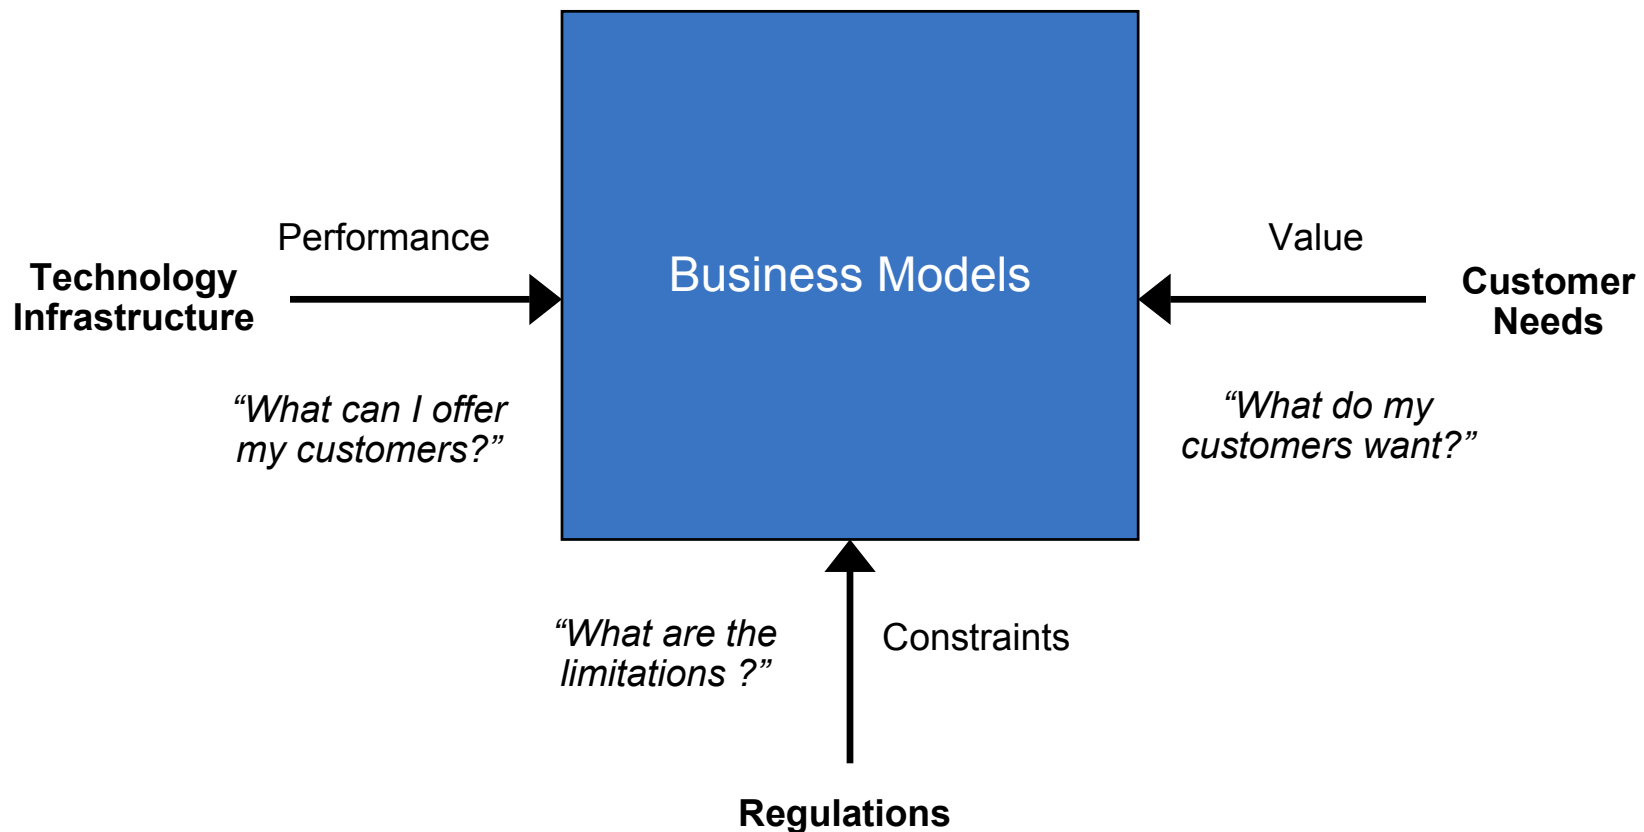 Performance
Technology
Infrastructure
“What can I offer
my customers?”
Business Models
Value
Customer
Needs
“What do my
customers want?”
“What are the
limitations ?”
Constraints
Regulations